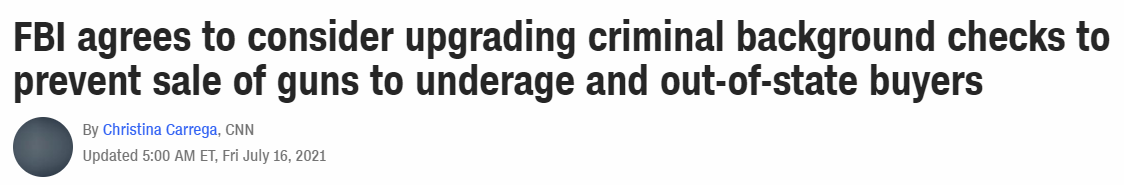 FBI agrees to consider upgrading criminal background checks to
prevent sale of guns to underage and out-of-state buyers
By Christina Carrega, CNN
Updated 5:00 AM ET, Fri July 16, 2021